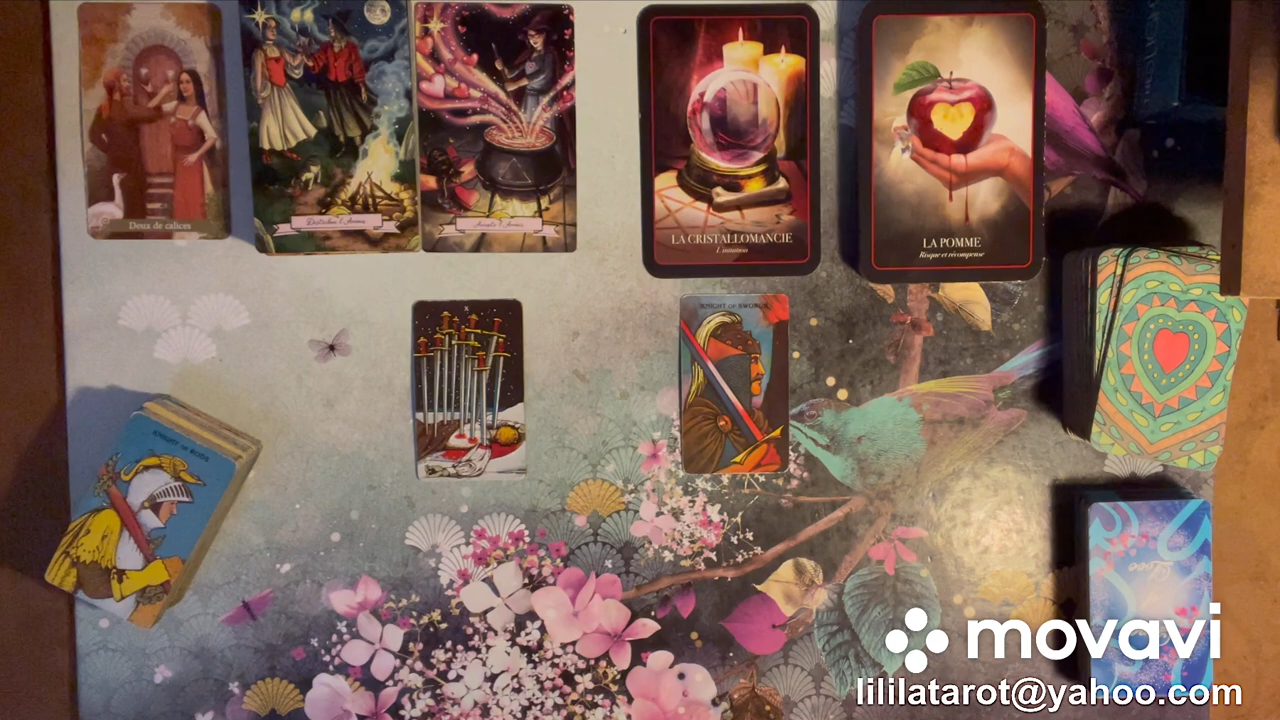 Deux de calices
LA CRISTALLOMANCIE
L'intuition
LA POMME
Risque et récompense
X
KNIGHT OF SWORDS
KNIGHT OF RODS
movavi
lililatarot@yahoo.com